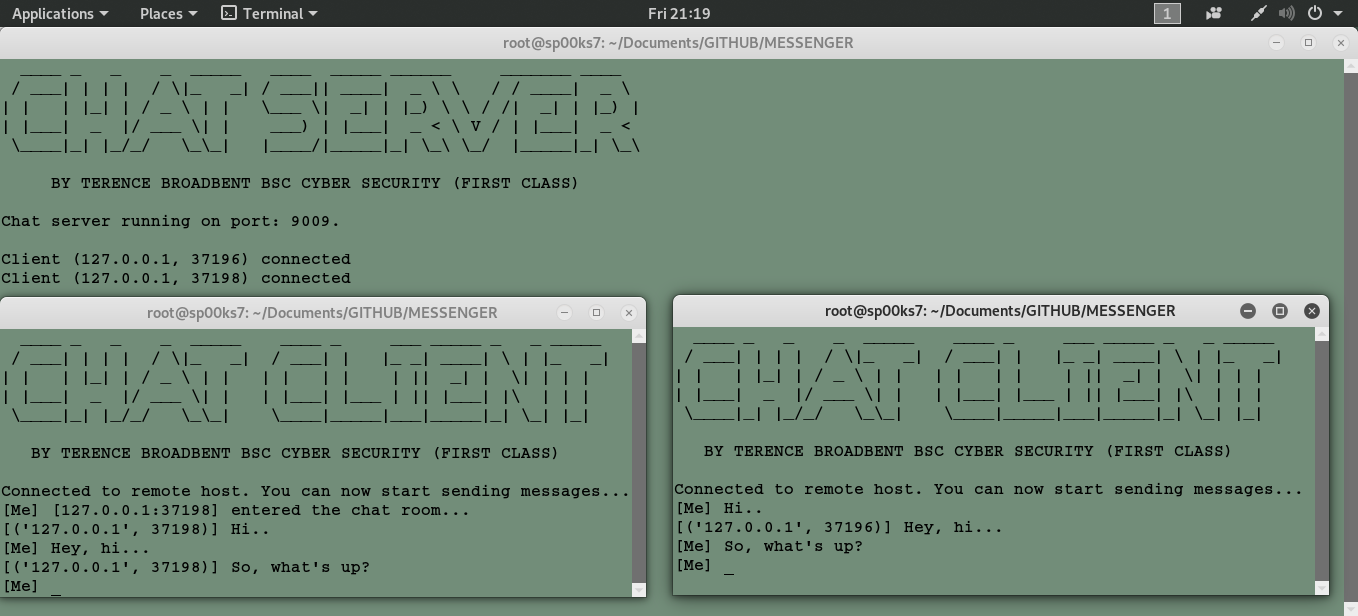 Applications Places Terminal Fri 21:19 1
root@sp00ks7: ~/Documents/GITHUB/MESSENGER
CHAT SERVER
BY TERENCE BROADBENT BSC CYBER SECURITY (FIRST CLASS)
Chat server running on port: 9009.
Client (127.0.0.1, 37196) connected
Client (127.0.0.1, 37198) connected
root@sp00ks7: ~/Documents/GITHUB/MESSENGER
CHAT CLIENT
BY TERENCE BROADBENT BSC CYBER SECURITY (FIRST CLASS)
Connected to remote host. You can now start sending messages...
[Me] [127.0.0.1:37198] entered the chat room...
[('127.0.0.1', 37198)] Hi..
[Me] Hey, hi...
[('127.0.0.1', 37198)] So, what's up?
[Me] _
root@sp00ks7: ~/Documents/GITHUB/MESSENGER
CHAT CLIENT
BY TERENCE BROADBENT BSC CYBER SECURITY (FIRST CLASS)
Connected to remote host. You can now start sending messages...
[Me] Hi..
[('127.0.0.1', 37196)] Hey, hi...
[Me] So, what's up?
[Me] _